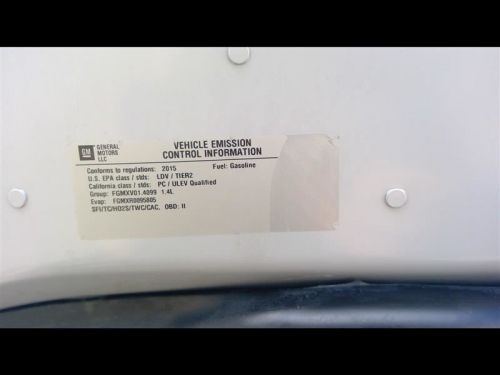 GM
GENERAL MOTORS LLC
VEHICLE EMISSION
CONTROL INFORMATION
Conforms to regulations: 2015 Fuel: Gasoline
U.S. EPA class / stds: LDV / TIER2
California class / stds: PC / ULEV Qualified
Group: FGMXV01.4099 1.4L
Evap: FGMXR0095805
SFI/TC/HO2S/TWC/CAC, OBD: II